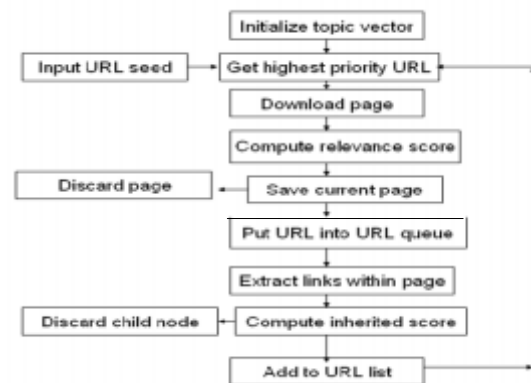 Initialize topic vector
Input URL seed
Get highest priority URL
Download page
Compute relevance score
Discard page
Save current page
Put URL into URL queue
Extract links within page
Discard child node
Compute inherited score
Add to URL list